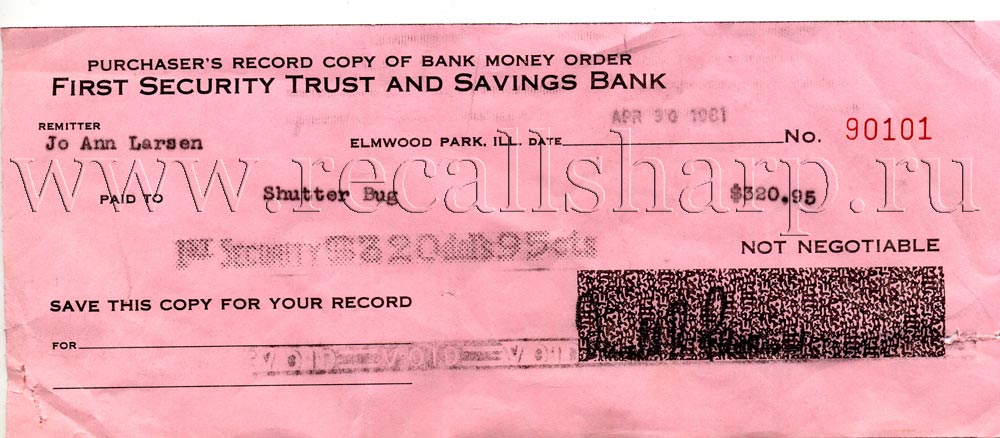 PURCHASER'S RECORD COPY OF BANK MONEY ORDER
FIRST SECURITY TRUST AND SAVINGS BANK
REMITTER
Jo Ann Larsen
ELMWOOD PARK, ILL. DATE APR 30 1981 No. 90101
www.recallsharp.ru
PAID TO Shutter Bug $320.95
1ST SECURITY $320 dols 95 cts
NOT NEGOTIABLE
SAVE THIS COPY FOR YOUR RECORD
FOR
VOID VOID VOID